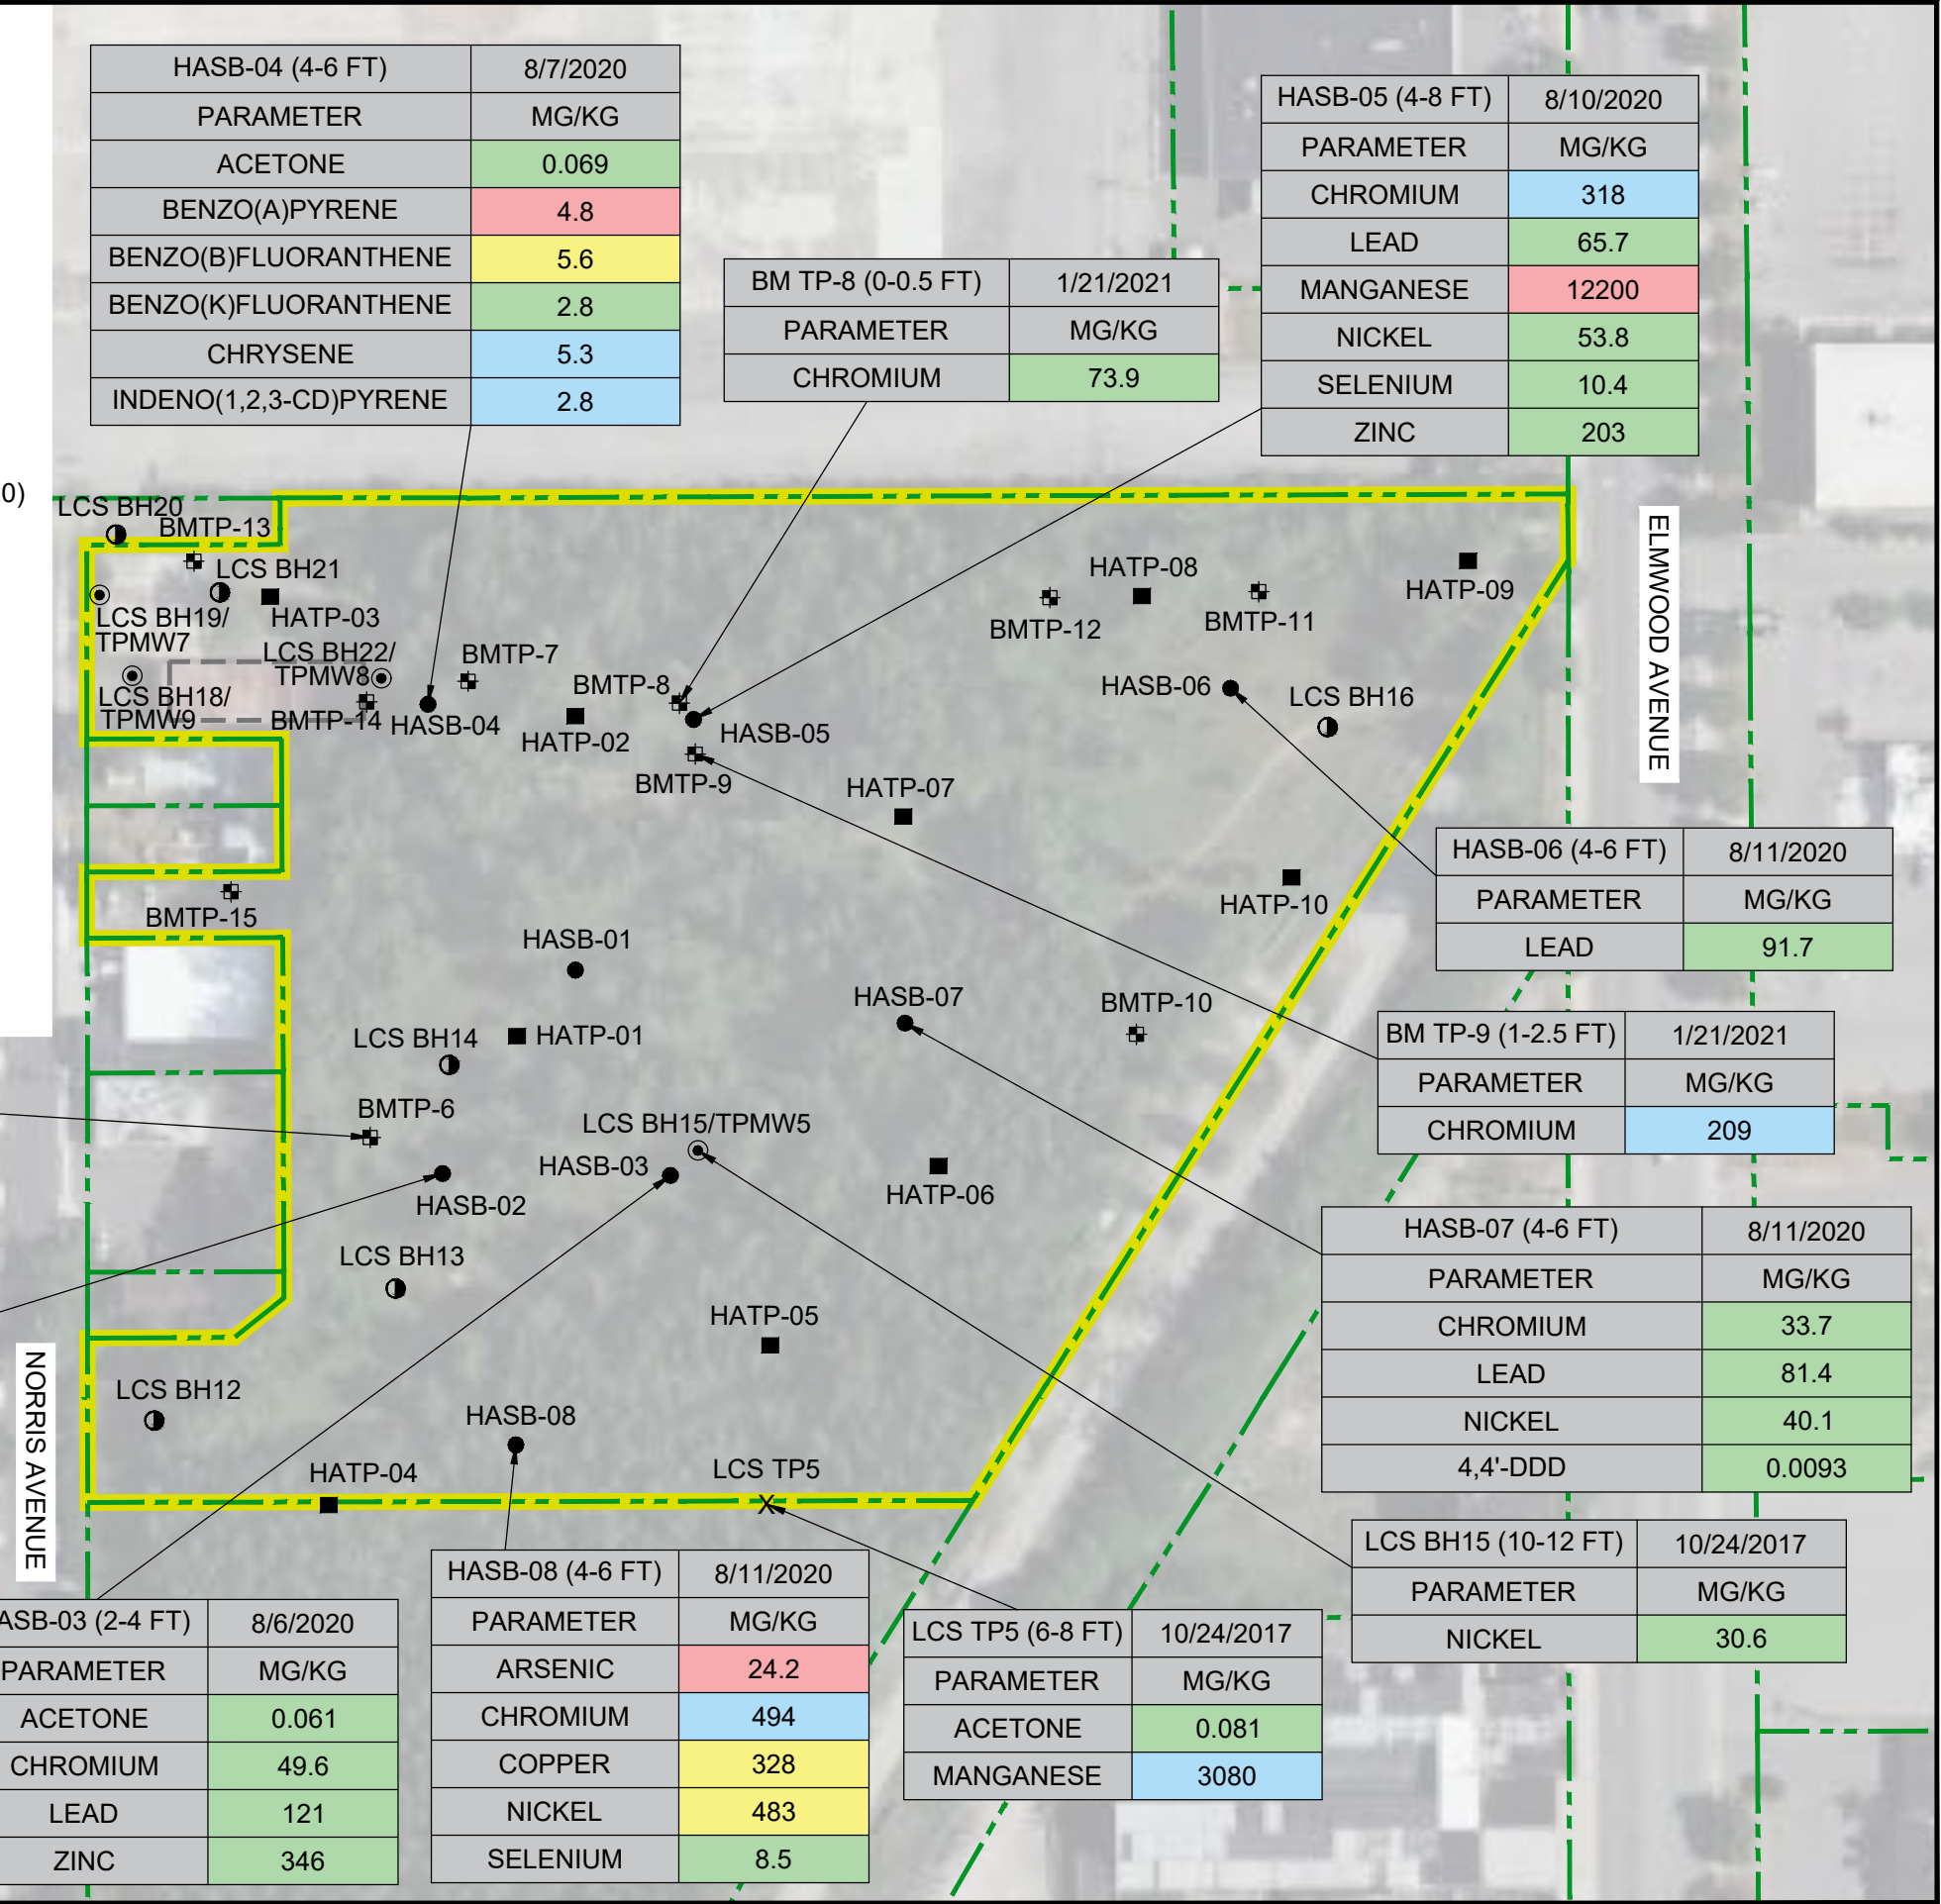 HASB-04 (4-6 FT) 8/7/2020
PARAMETER MG/KG
ACETONE 0.069
BENZO(A)PYRENE 4.8
BENZO(B)FLUORANTHENE 5.6
BENZO(K)FLUORANTHENE 2.8
CHRYSENE 5.3
INDENO(1,2,3-CD)PYRENE 2.8
BM TP-8 (0-0.5 FT) 1/21/2021
PARAMETER MG/KG
CHROMIUM 73.9
HASB-05 (4-8 FT) 8/10/2020
PARAMETER MG/KG
CHROMIUM 318
LEAD 65.7
MANGANESE 12200
NICKEL 53.8
SELENIUM 10.4
ZINC 203
0)
LCS BH20
BMTP-13
LCS BH21
HATP-03
LCS BH19/
TPMW7
LCS BH22/
TPMW8
LCS BH18/
TPMW9
BMTP-14
HASB-04
BMTP-7
HATP-02
BMTP-8
HASB-05
BMTP-9
BMTP-12
HATP-08
BMTP-11
HATP-09
HASB-06
LCS BH16
ELMWOOD AVENUE
HATP-07
HATP-10
BMTP-15
HASB-01
HATP-01
LCS BH14
BMTP-6
HASB-07
BMTP-10
LCS BH15/TPMW5
HASB-03
HASB-02
HATP-06
LCS BH13
HATP-05
LCS BH12
HASB-08
HATP-04
LCS TP5
X
NORRIS AVENUE
HASB-06 (4-6 FT) 8/11/2020
PARAMETER MG/KG
LEAD 91.7
BM TP-9 (1-2.5 FT) 1/21/2021
PARAMETER MG/KG
CHROMIUM 209
HASB-07 (4-6 FT) 8/11/2020
PARAMETER MG/KG
CHROMIUM 33.7
LEAD 81.4
NICKEL 40.1
4,4'-DDD 0.0093
LCS BH15 (10-12 FT) 10/24/2017
PARAMETER MG/KG
NICKEL 30.6
ASB-03 (2-4 FT) 8/6/2020
PARAMETER MG/KG
ACETONE 0.061
CHROMIUM 49.6
LEAD 121
ZINC 346
HASB-08 (4-6 FT) 8/11/2020
PARAMETER MG/KG
ARSENIC 24.2
CHROMIUM 494
COPPER 328
NICKEL 483
SELENIUM 8.5
LCS TP5 (6-8 FT) 10/24/2017
PARAMETER MG/KG
ACETONE 0.081
MANGANESE 3080